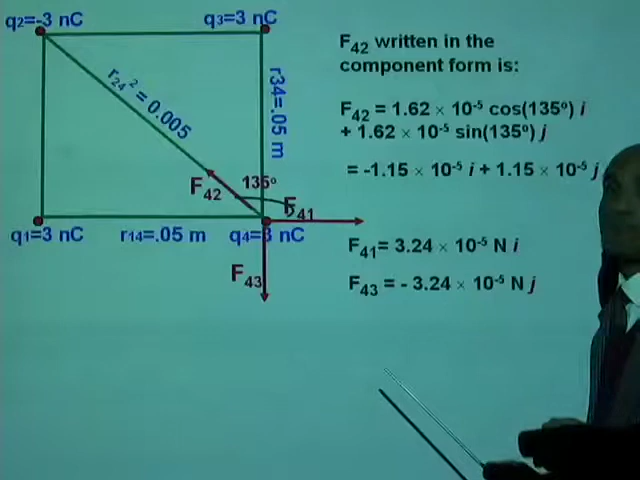 q2=-3 nC
q3=3 nC
r24² = 0.005
r34=.05 m
F42
135º
F41
q1=3 nC
r14=.05 m
q4=3 nC
F43
F42 written in the
component form is:
F42 = 1.62 × 10⁻⁵ cos(135º) i
+ 1.62 × 10⁻⁵ sin(135º) j
= -1.15 × 10⁻⁵ i + 1.15 × 10⁻⁵ j
F41= 3.24 × 10⁻⁵ N i
F43 = - 3.24 × 10⁻⁵ N j